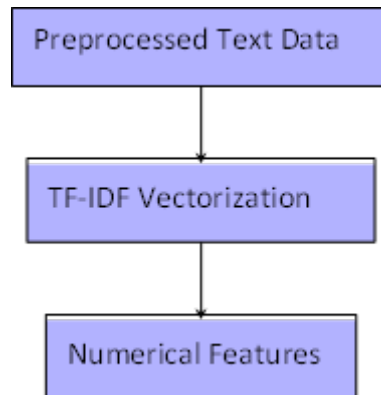 Preprocessed Text Data
TF-IDF Vectorization
Numerical Features